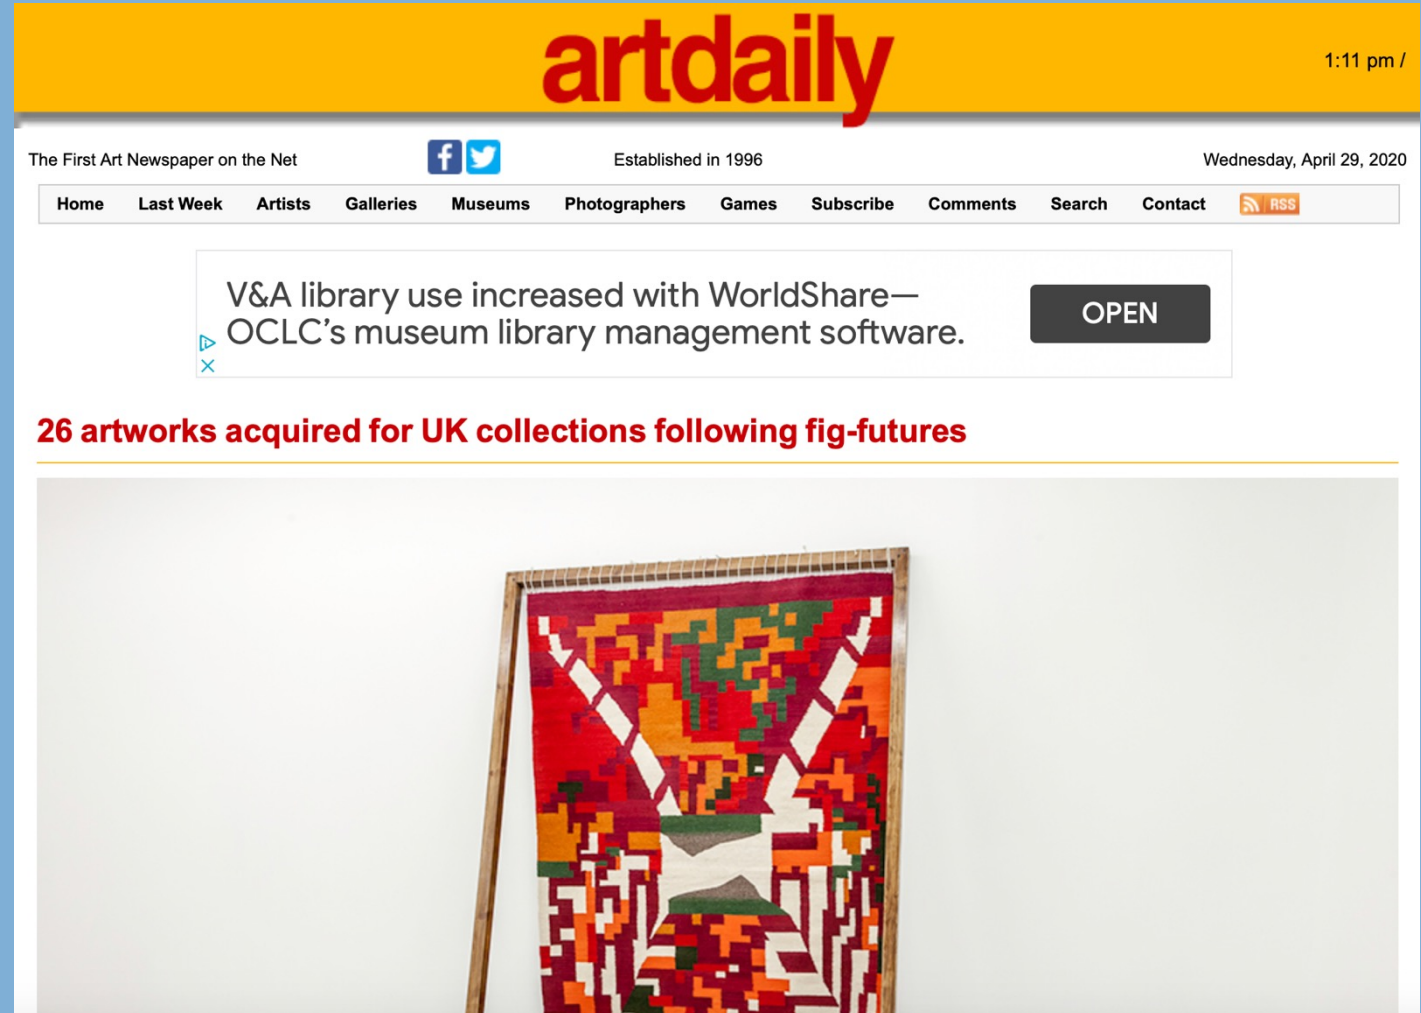 artdaily
1:11 pm /
The First Art Newspaper on the Net
Established in 1996
Wednesday, April 29, 2020
Home Last Week Artists Galleries Museums Photographers Games Subscribe Comments Search Contact RSS
V&A library use increased with WorldShare—
OCLC’s museum library management software.
OPEN
26 artworks acquired for UK collections following fig-futures